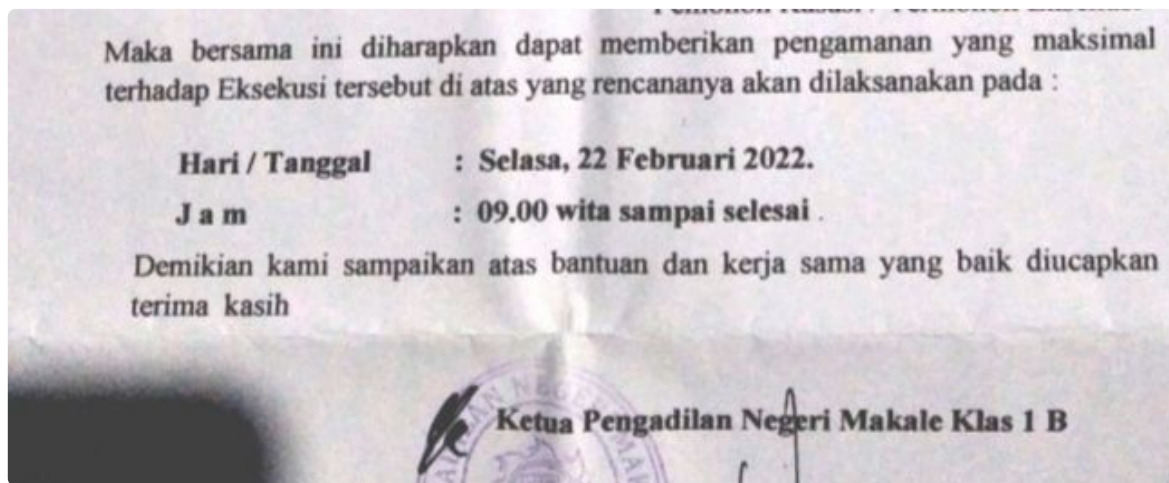 Maka bersama ini diharapkan dapat memberikan pengamanan yang maksimal
terhadap Eksekusi tersebut di atas yang rencananya akan dilaksanakan pada :
Hari / Tanggal : Selasa, 22 Februari 2022.
J a m : 09.00 wita sampai selesai .
Demikian kami sampaikan atas bantuan dan kerja sama yang baik diucapkan
terima kasih
Ketua Pengadilan Negeri Makale Klas 1 B